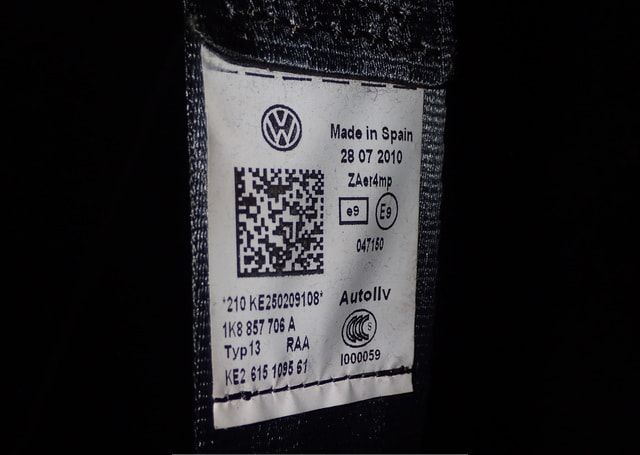 Made in Spain
28 07 2010
ZAer4mp
e9 E9
047150
*210 KE250209108*
1K8 857 706 A
Typ13 RAA
KE2 615 1095 61
Autoliv
CCC S
I000059